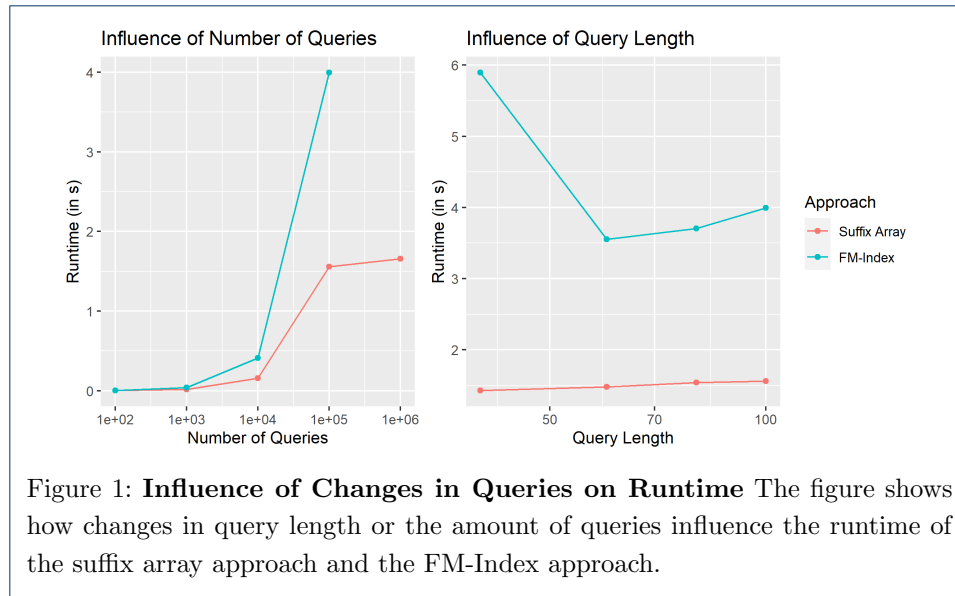 Influence of Number of Queries
4
3
2
1
0
Runtime (in s)
1e+02 1e+03 1e+04 1e+05 1e+06
Number of Queries
Influence of Query Length
6
5
4
3
2
Runtime (in s)
50 70 100
Query Length
Approach
Suffix Array
FM-Index
Figure 1: Influence of Changes in Queries on Runtime The figure shows
how changes in query length or the amount of queries influence the runtime of
the suffix array approach and the FM-Index approach.